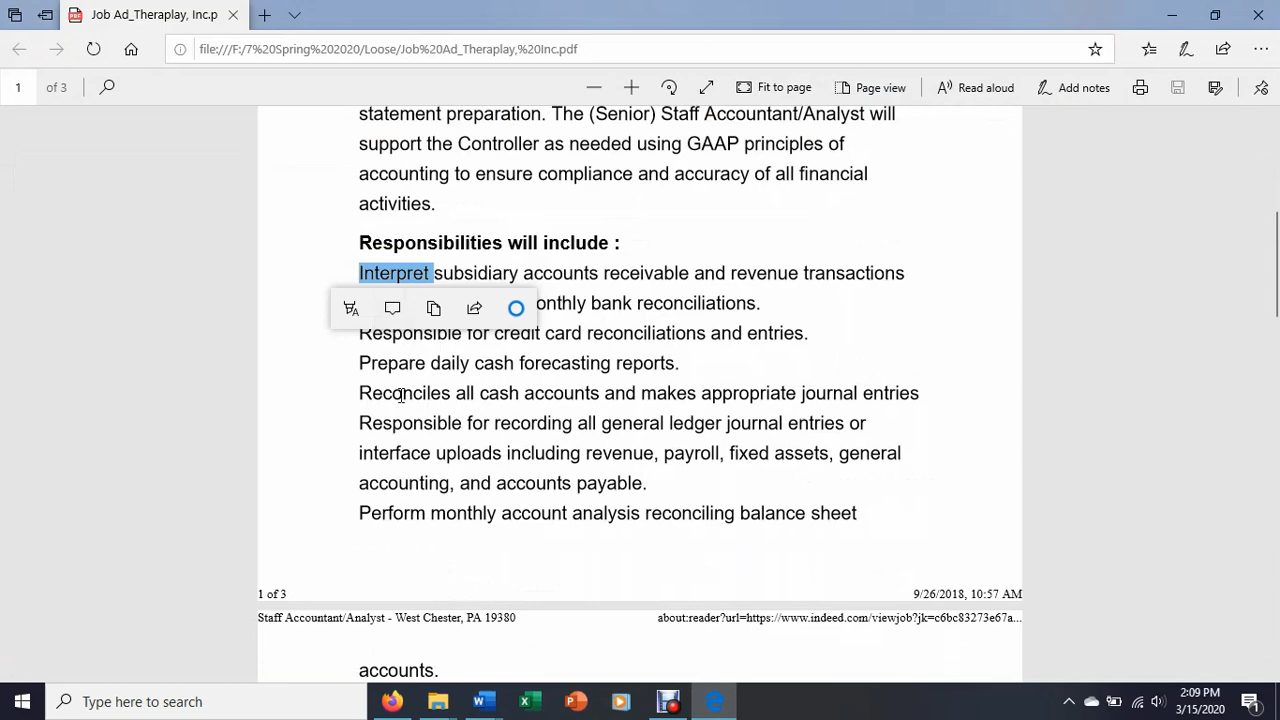 Job Ad_Theraplay, Inc.p
file:///F:/7%20Spring%202020/Loose/Job%20Ad_Theraplay,%20Inc.pdf
1 of 3
Fit to page
Page view
Read aloud
Add notes
statement preparation. The (Senior) Staff Accountant/Analyst will
support the Controller as needed using GAAP principles of
accounting to ensure compliance and accuracy of all financial
activities.
Responsibilities will include :
Interpret subsidiary accounts receivable and revenue transactions
onthly bank reconciliations.
Responsible for credit card reconciliations and entries.
Prepare daily cash forecasting reports.
Reconciles all cash accounts and makes appropriate journal entries
Responsible for recording all general ledger journal entries or
interface uploads including revenue, payroll, fixed assets, general
accounting, and accounts payable.
Perform monthly account analysis reconciling balance sheet
1 of 3 9/26/2018, 10:57 AM
Staff Accountant/Analyst - West Chester, PA 19380 about:reader?url=https://www.indeed.com/viewjob?jk=c6bc83273e67a...
accounts.
Type here to search
2:09 PM
3/15/2020